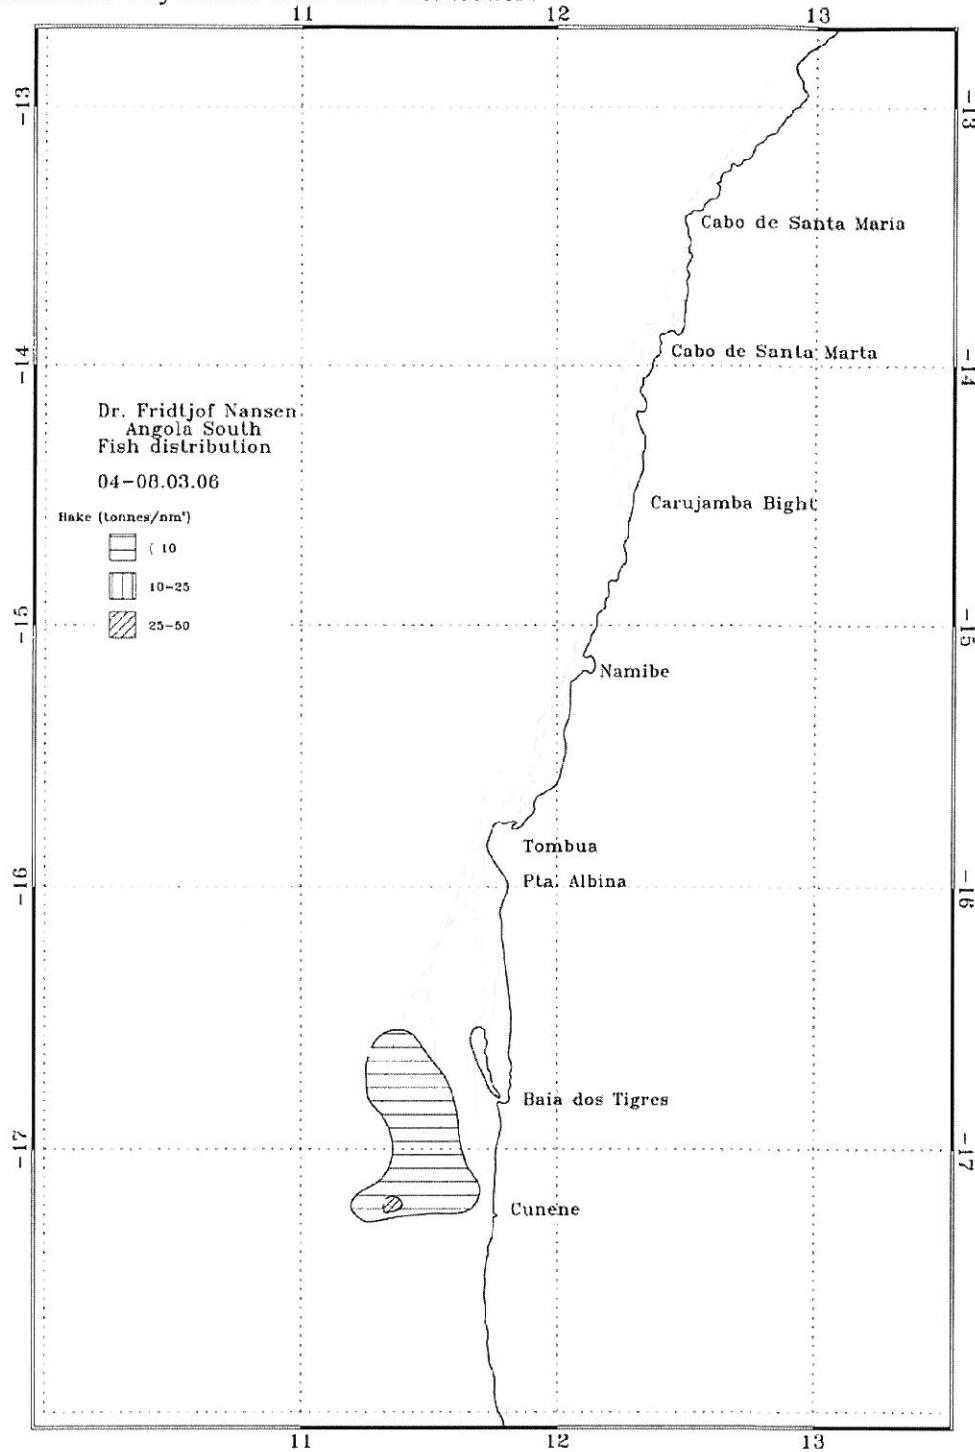 11 12 13
-13 -13
Cabo de Santa Maria
Cabo de Santa Marta
-14 -14
Dr. Fridtjof Nansen
Angola South
Fish distribution
04-08.03.06
Carujamba Bight
Hake (tonnes/nm²)
( 10
10-25
25-50
-15 -15
Namibe
Tombua
Pta. Albina
-16 -16
Baia dos Tigres
-17 -17
Cunene
11 12 13